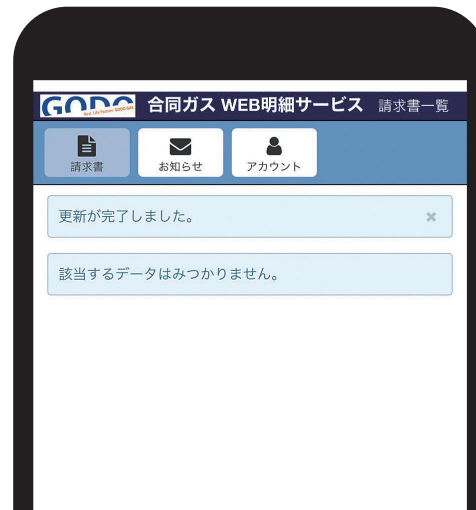 GODO 合同ガス WEB明細サービス 請求書一覧
請求書 お知らせ アカウント
更新が完了しました。 ×
該当するデータはみつかりません。